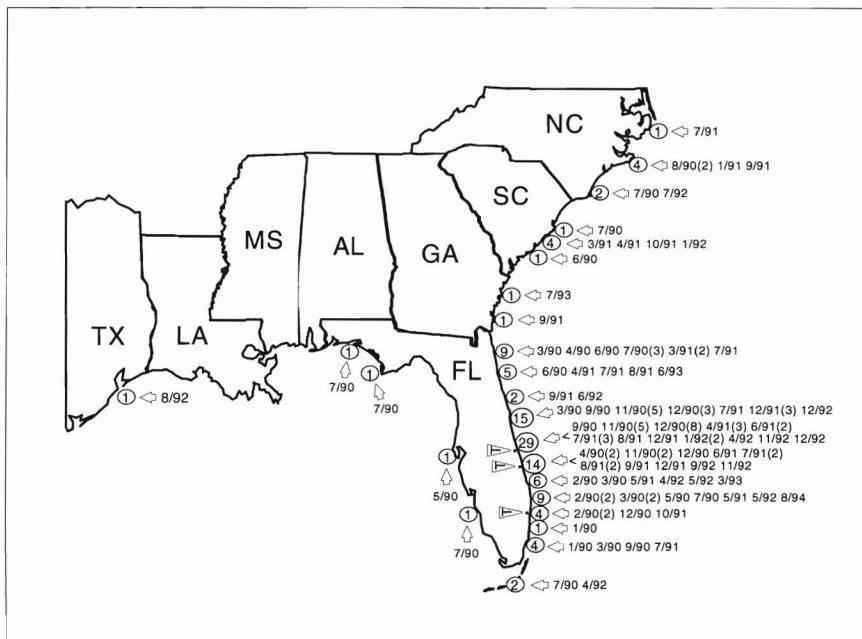 NC
① ⇦ 7/91
④ ⇦ 8/90(2) 1/91 9/91
② ⇦ 7/90 7/92
SC
① ⇦ 7/90
④ ⇦ 3/91 4/91 10/91 1/92
① ⇦ 6/90
MS
AL
GA
① ⇦ 7/93
① ⇦ 9/91
TX
LA
FL
① ⇦ 8/92
① 7/90
① 7/90
⑨ ⇦ 3/90 4/90 6/90 7/90(3) 3/91(2) 7/91
⑤ ⇦ 6/90 4/91 7/91 8/91 6/93
② ⇦ 9/91 6/92
⑮ ⇦ 3/90 9/90 11/90(5) 12/90(3) 7/91 12/91(3) 12/92
9/90 11/90(5) 12/90(8) 4/91(3) 6/91(2)
㉙ ⇦ 7/91(3) 8/91 12/91 1/92(2) 4/92 11/92 12/92
T
4/90(2) 11/90(2) 12/90 6/91 7/91(2)
⑭ ⇦ 8/91(2) 9/91 12/91 9/92 11/92
T
① 5/90
⑥ ⇦ 2/90 3/90 5/91 4/92 5/92 3/93
⑨ ⇦ 2/90(2) 3/90(2) 5/90 7/90 5/91 5/92 8/94
T
④ ⇦ 2/90(2) 12/90 10/91
① 7/90
① ⇦ 1/90
④ ⇦ 1/90 3/90 9/90 7/91
② ⇦ 7/90 4/92